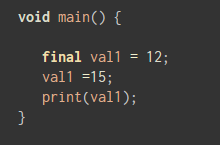 void main() {
final val1 = 12;
val1 =15;
print(val1);
}